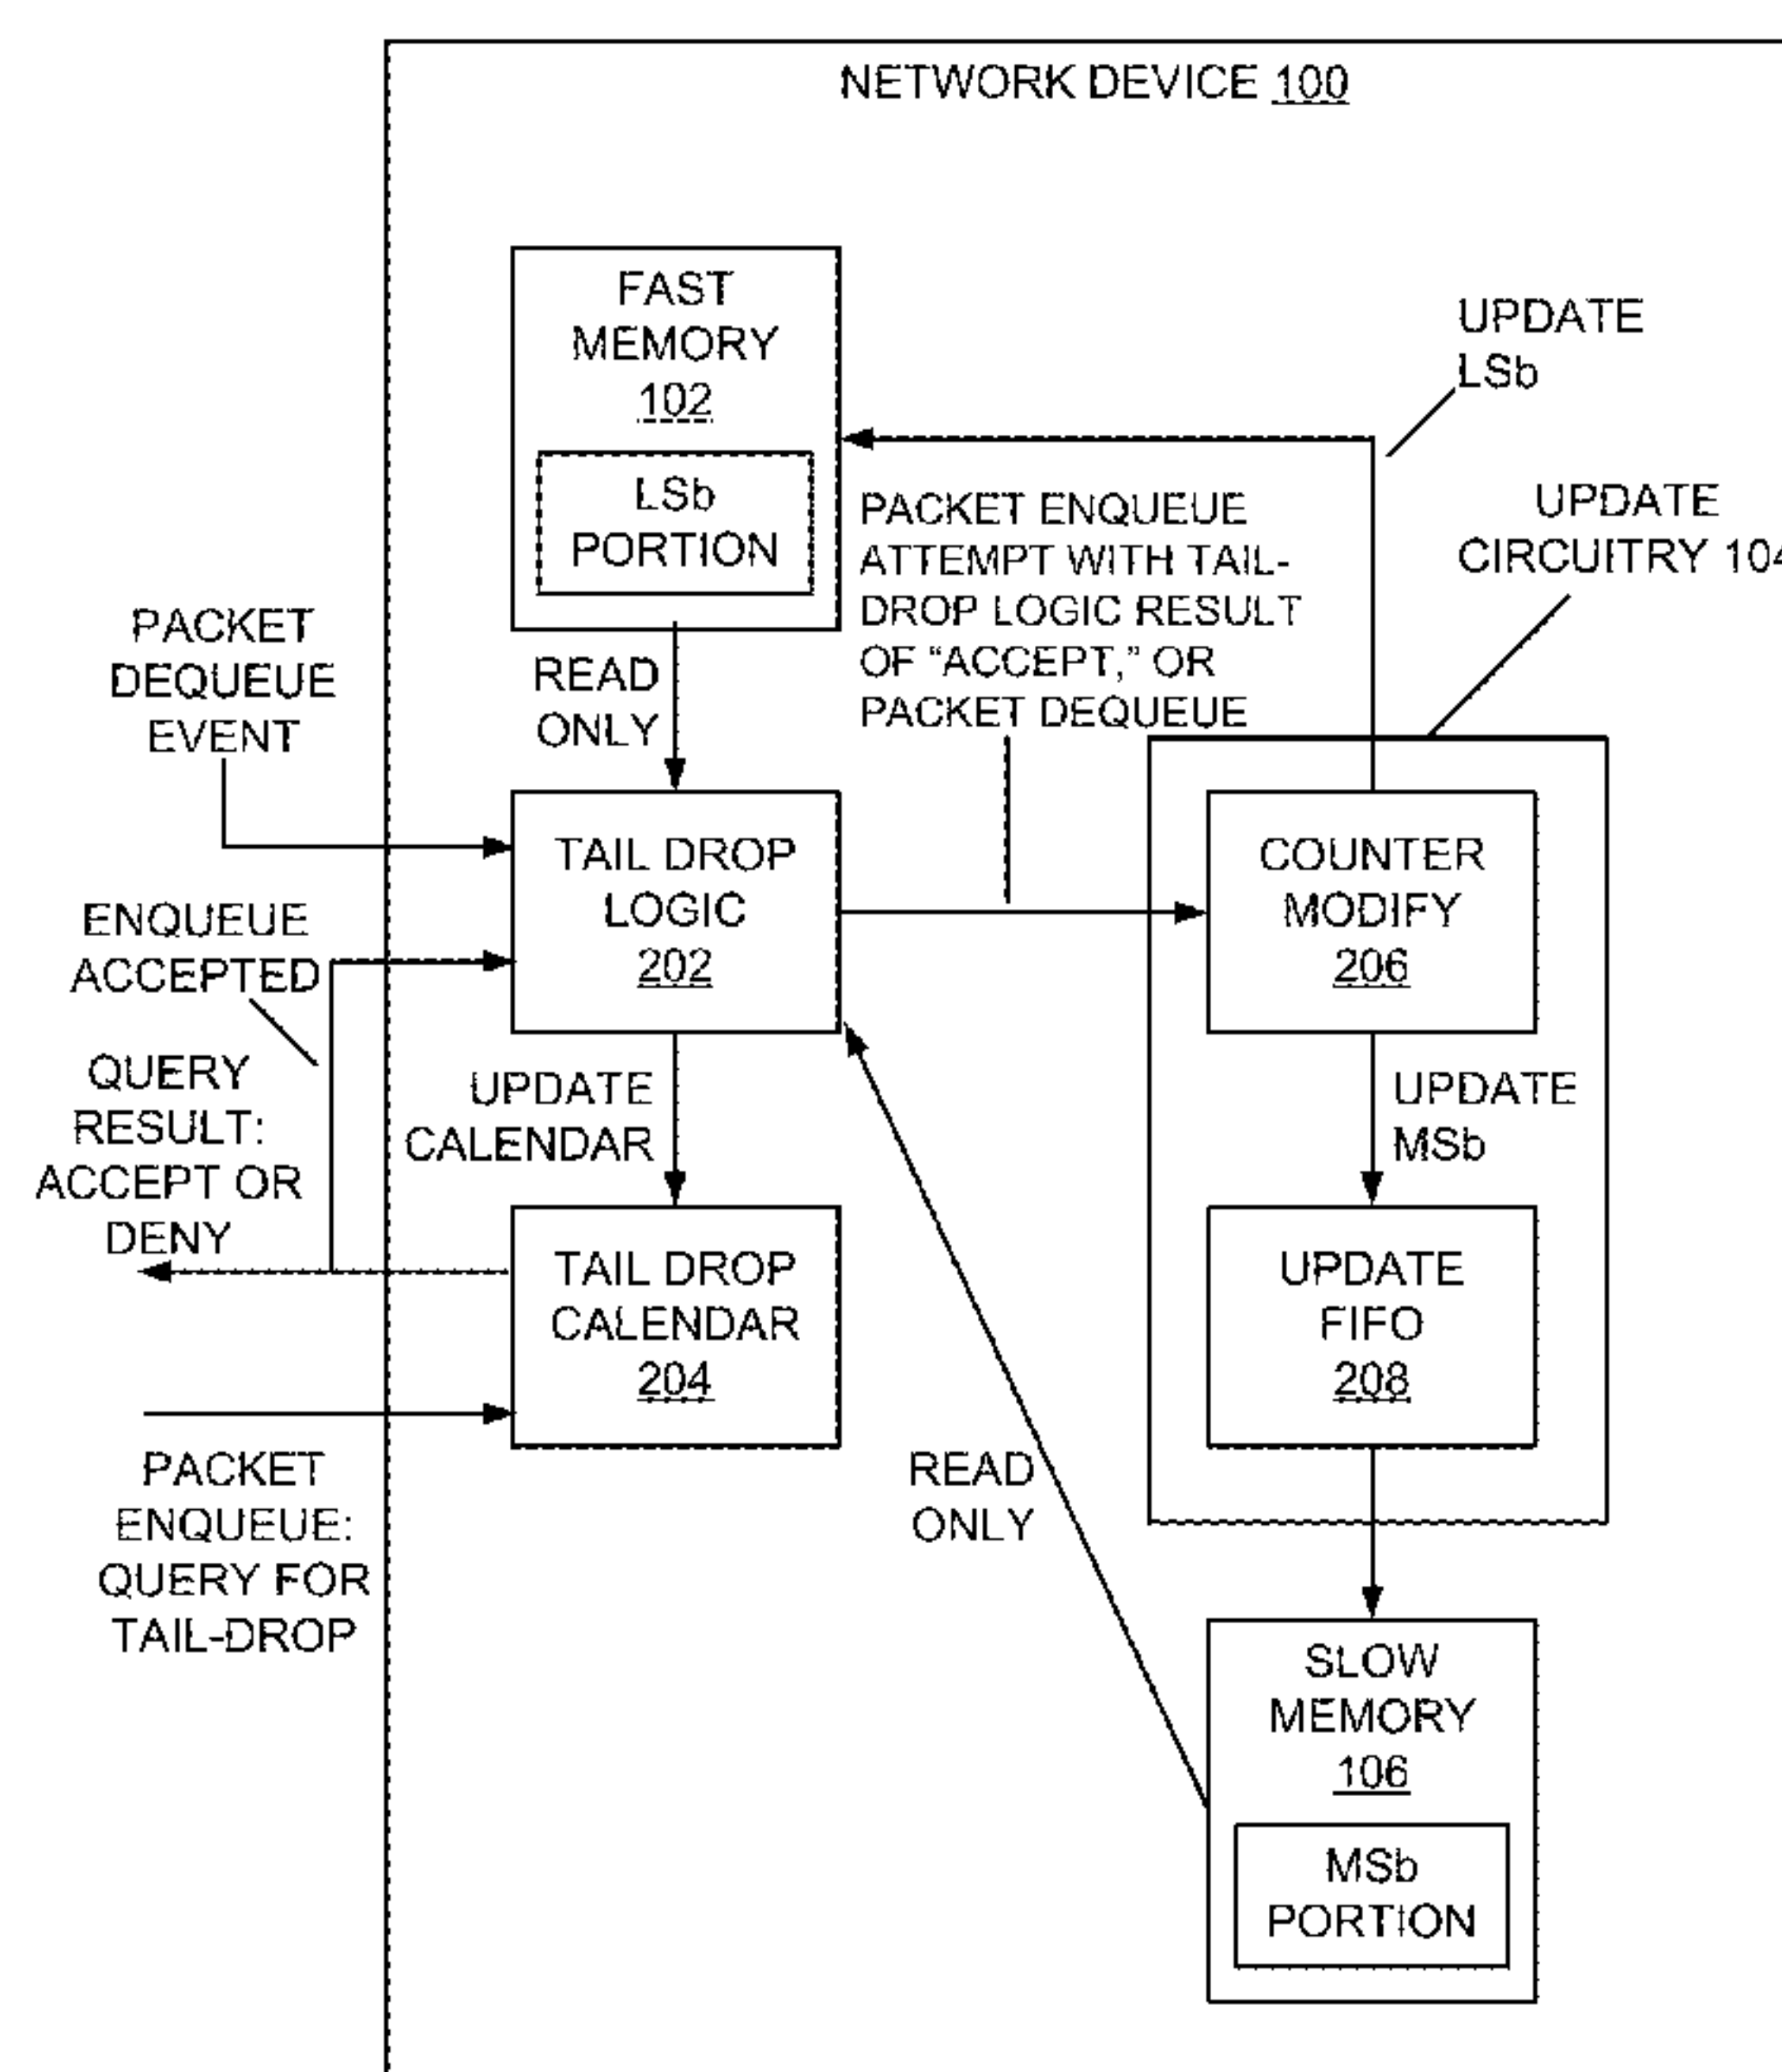 NETWORK DEVICE 100
FAST
MEMORY
102
LSb
PORTION
UPDATE
LSb
PACKET ENQUEUE
ATTEMPT WITH TAIL-
DROP LOGIC RESULT
OF “ACCEPT,” OR
PACKET DEQUEUE
UPDATE
CIRCUITRY 104
PACKET
DEQUEUE
EVENT
READ
ONLY
TAIL DROP
LOGIC
202
COUNTER
MODIFY
206
ENQUEUE
ACCEPTED
QUERY
RESULT:
ACCEPT OR
DENY
UPDATE
CALENDAR
UPDATE
MSb
TAIL DROP
CALENDAR
204
UPDATE
FIFO
208
PACKET
ENQUEUE:
QUERY FOR
TAIL-DROP
READ
ONLY
SLOW
MEMORY
106
MSb
PORTION